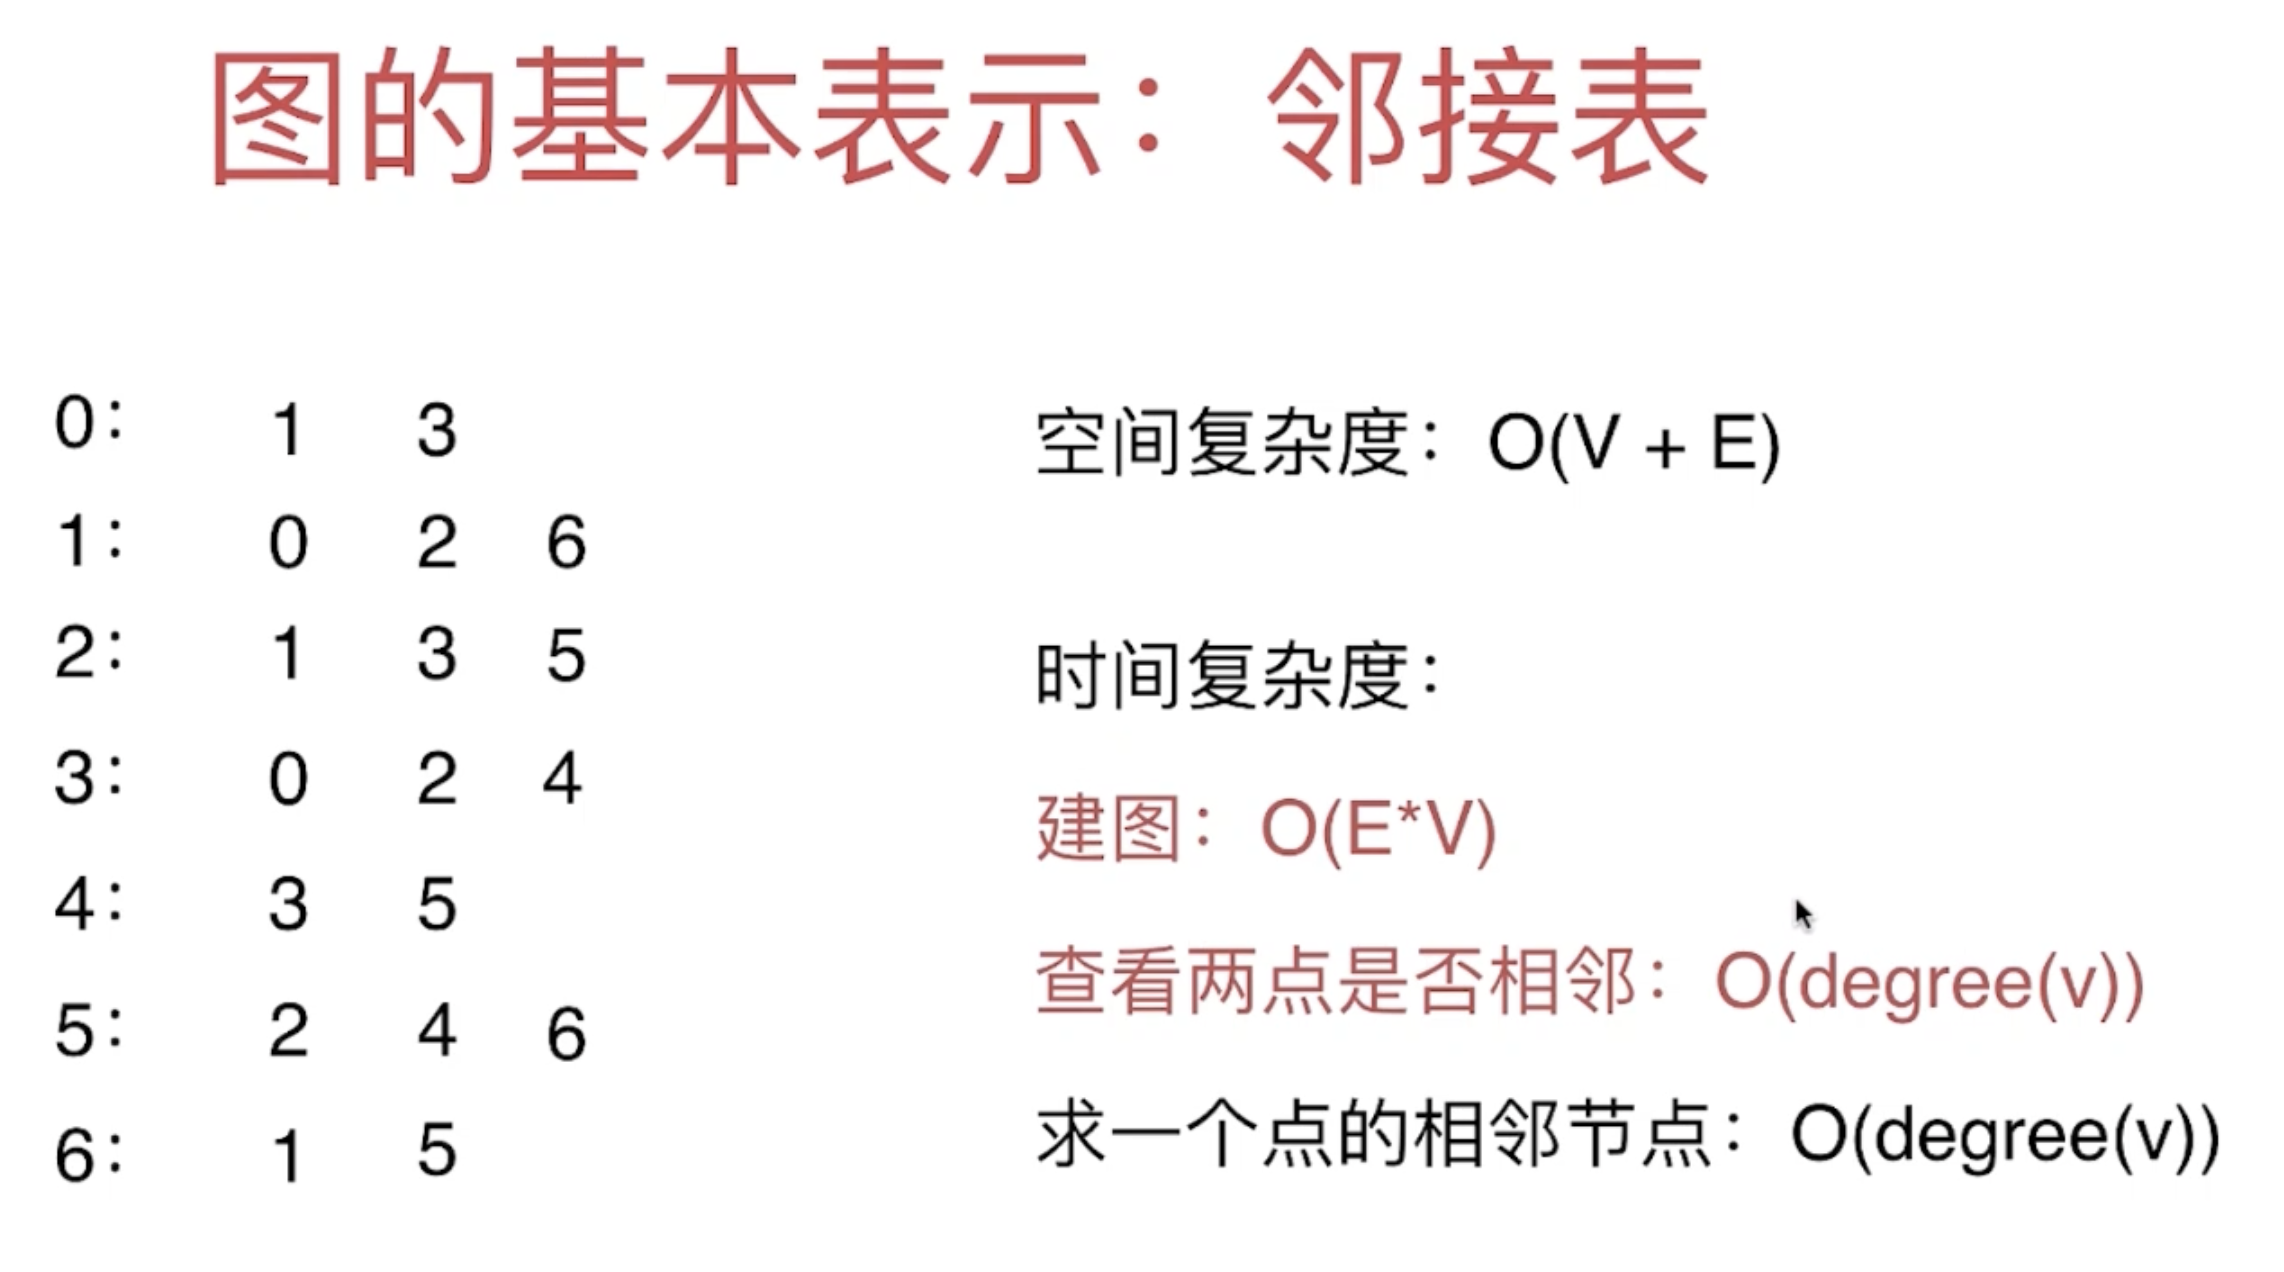 图的基本表示：邻接表
0： 1 3
1： 0 2 6
2： 1 3 5
3： 0 2 4
4： 3 5
5： 2 4 6
6： 1 5
空间复杂度：O(V + E)
时间复杂度：
建图：O(E*V)
查看两点是否相邻：O(degree(v))
求一个点的相邻节点：O(degree(v))